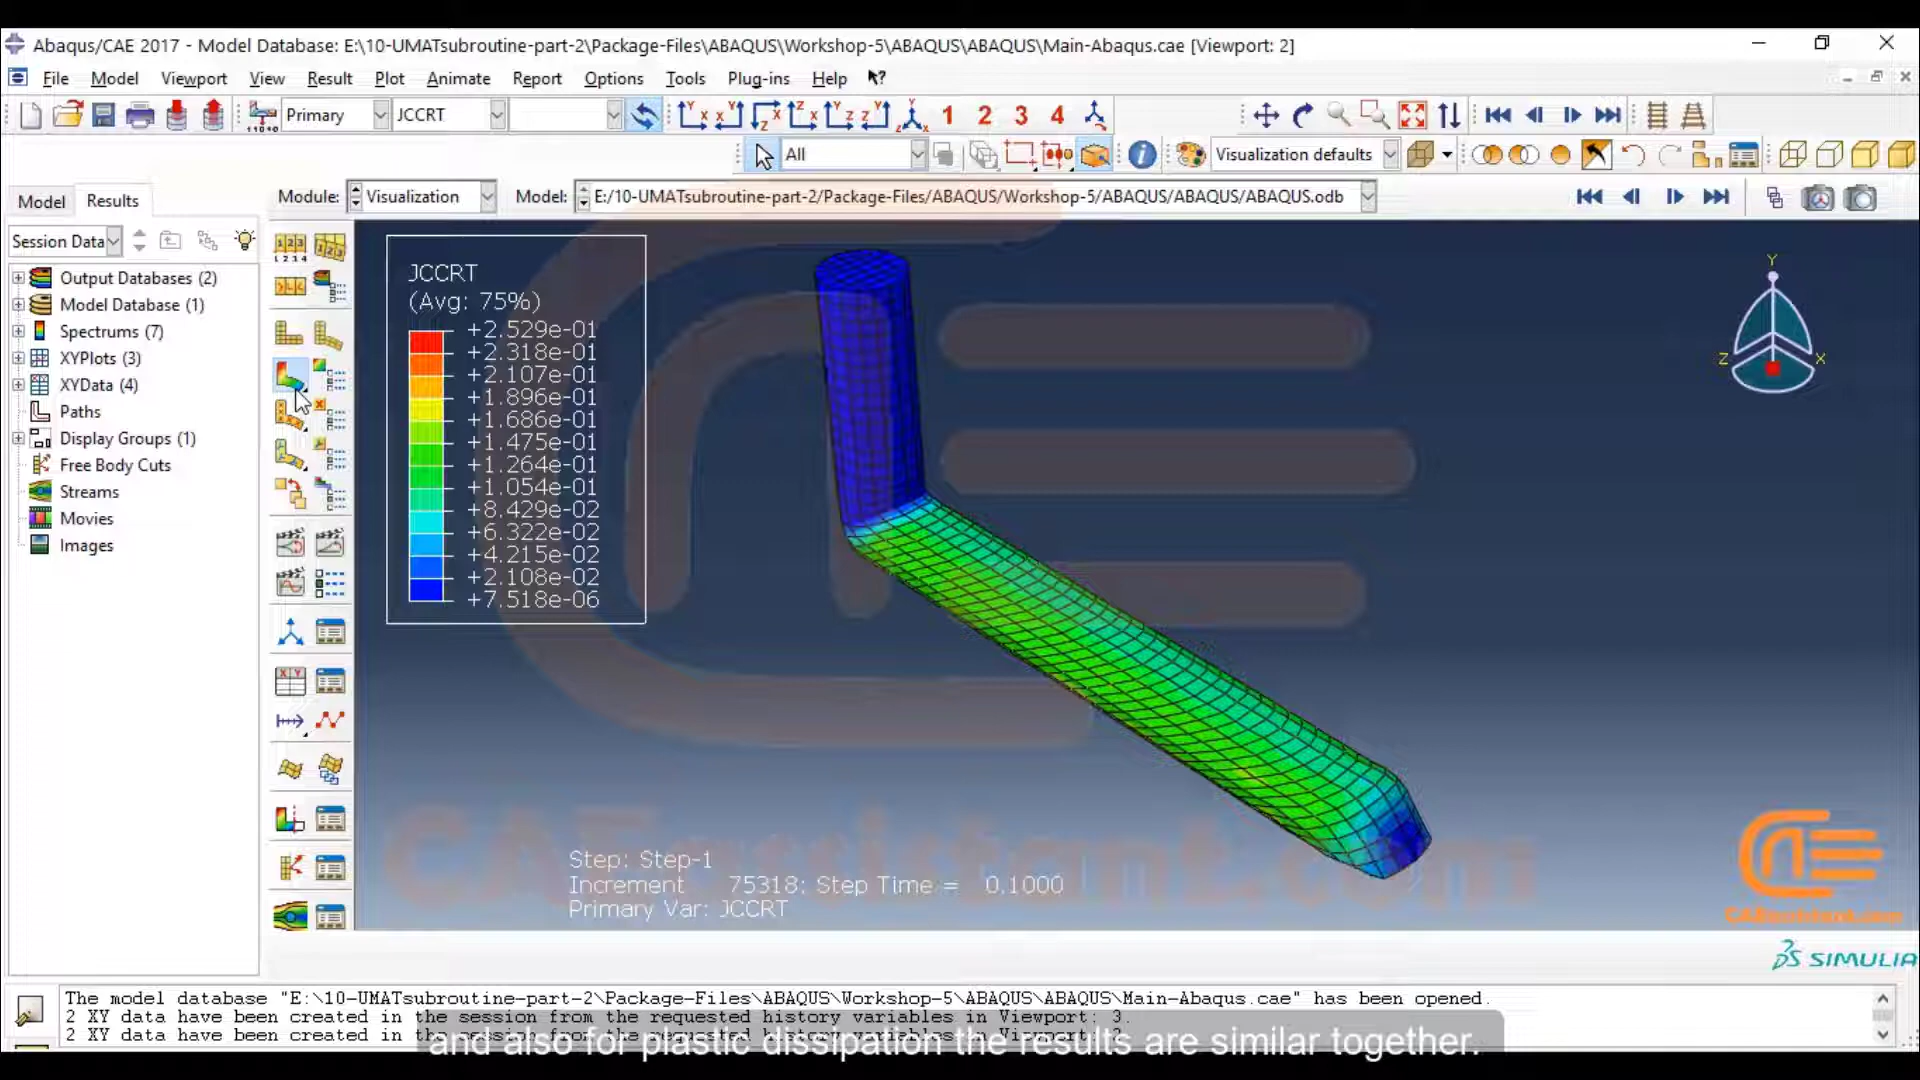 Abaqus/CAE 2017 - Model Database: E:\10-UMATsubroutine-part-2\Package-Files\ABAQUS\Workshop-5\ABAQUS\ABAQUS\Main-Abaqus.cae [Viewport: 2]
File Model Viewport View Result Plot Animate Report Options Tools Plug-ins Help
Primary JCCRT 1 2 3 4
All Visualization defaults
Model Results Module: Visualization Model: E:/10-UMATsubroutine-part-2/Package-Files/ABAQUS/Workshop-5/ABAQUS/ABAQUS/ABAQUS.odb
Session Data
Output Databases (2)
Model Database (1)
Spectrums (7)
XYPlots (3)
XYData (4)
Paths
Display Groups (1)
Free Body Cuts
Streams
Movies
Images
JCCRT
(Avg: 75%)
+2.529e-01
+2.318e-01
+2.107e-01
+1.896e-01
+1.686e-01
+1.475e-01
+1.264e-01
+1.054e-01
+8.429e-02
+6.322e-02
+4.215e-02
+2.108e-02
+7.518e-06
Y
Z X
Step: Step-1
Increment 75318: Step Time = 0.1000
Primary Var: JCCRT
SIMULIA
The model database "E:\10-UMATsubroutine-part-2\Package-Files\ABAQUS\Workshop-5\ABAQUS\ABAQUS\Main-Abaqus.cae" has been opened.
2 XY data have been created in the session from the requested history variables in Viewport: 3.
2 XY data have been created in the session from the requested history variables in Viewport:
and also for plastic dissipation the results are similar together.